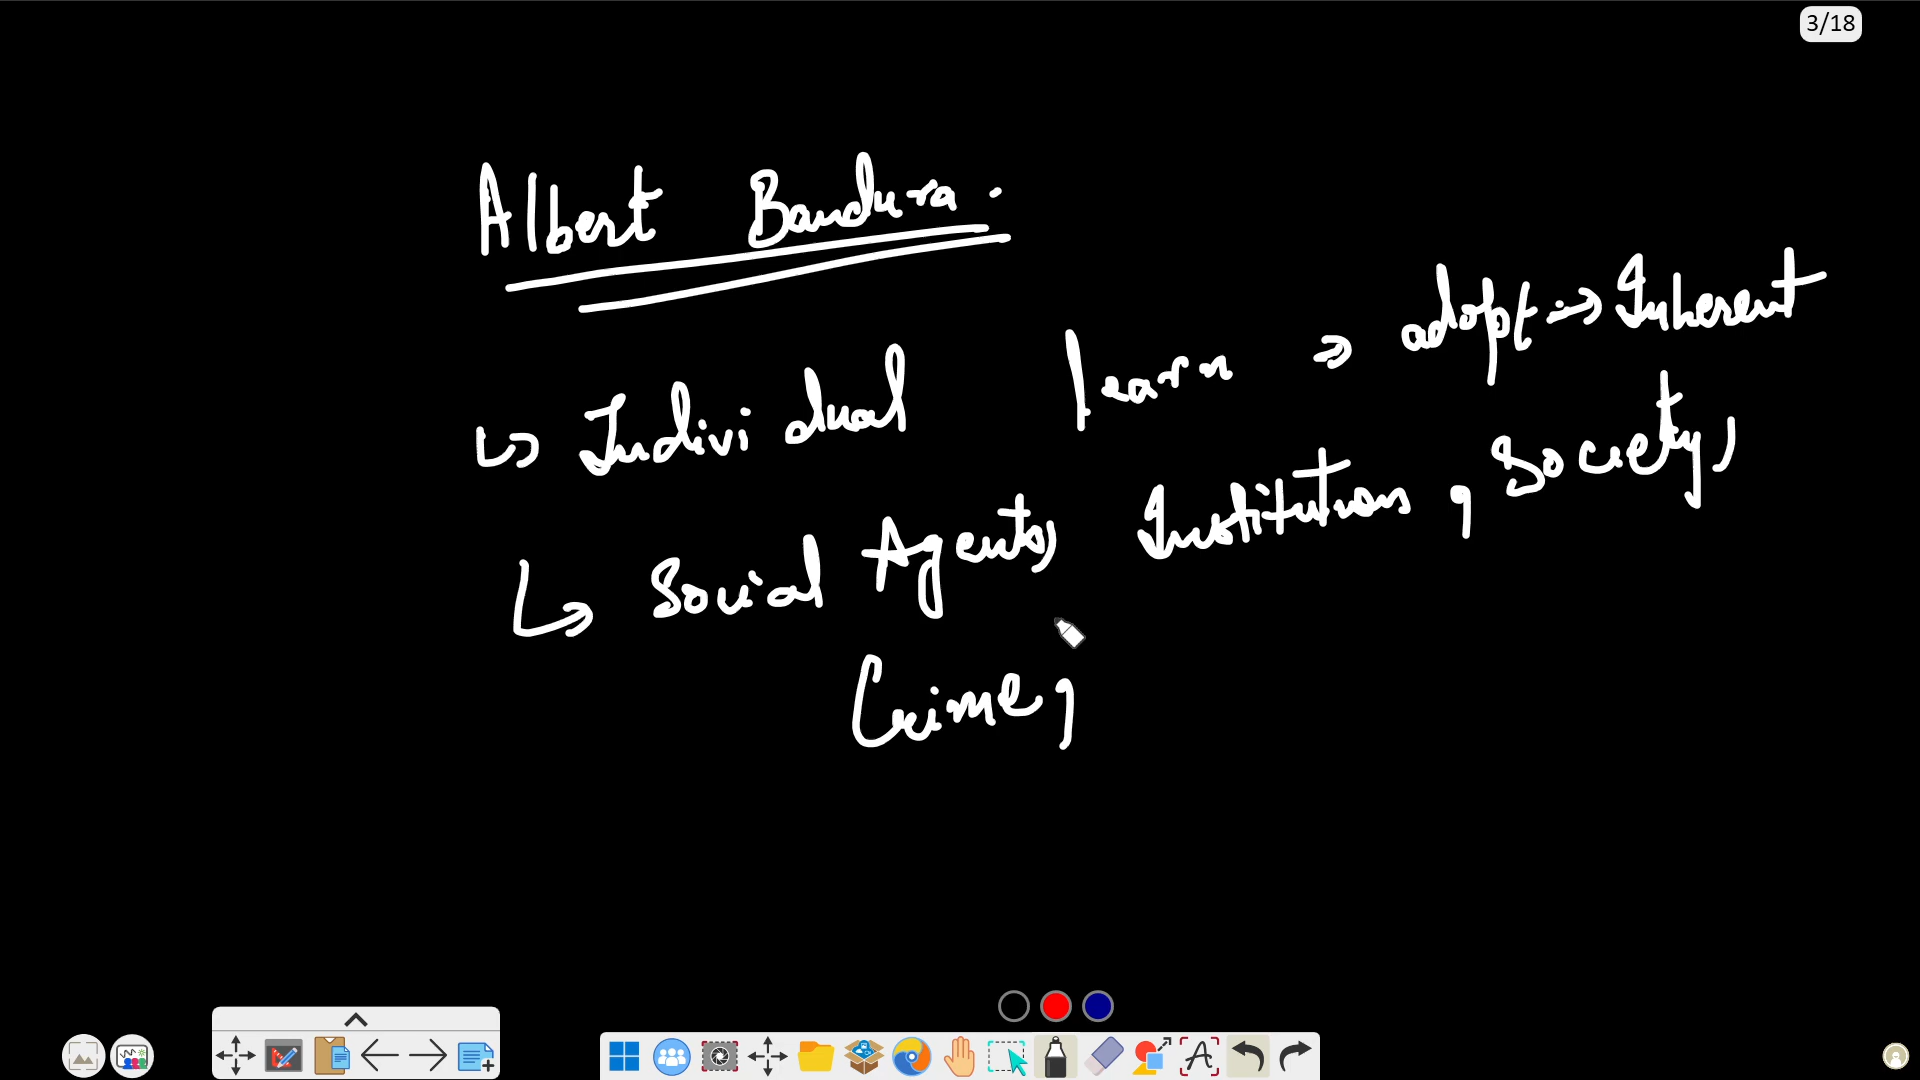 3/18
Albert Bandura.
↳ Individual learn ⇒ adopt → Inherent
↳ Social Agents, Institutions, Society,
Crime,